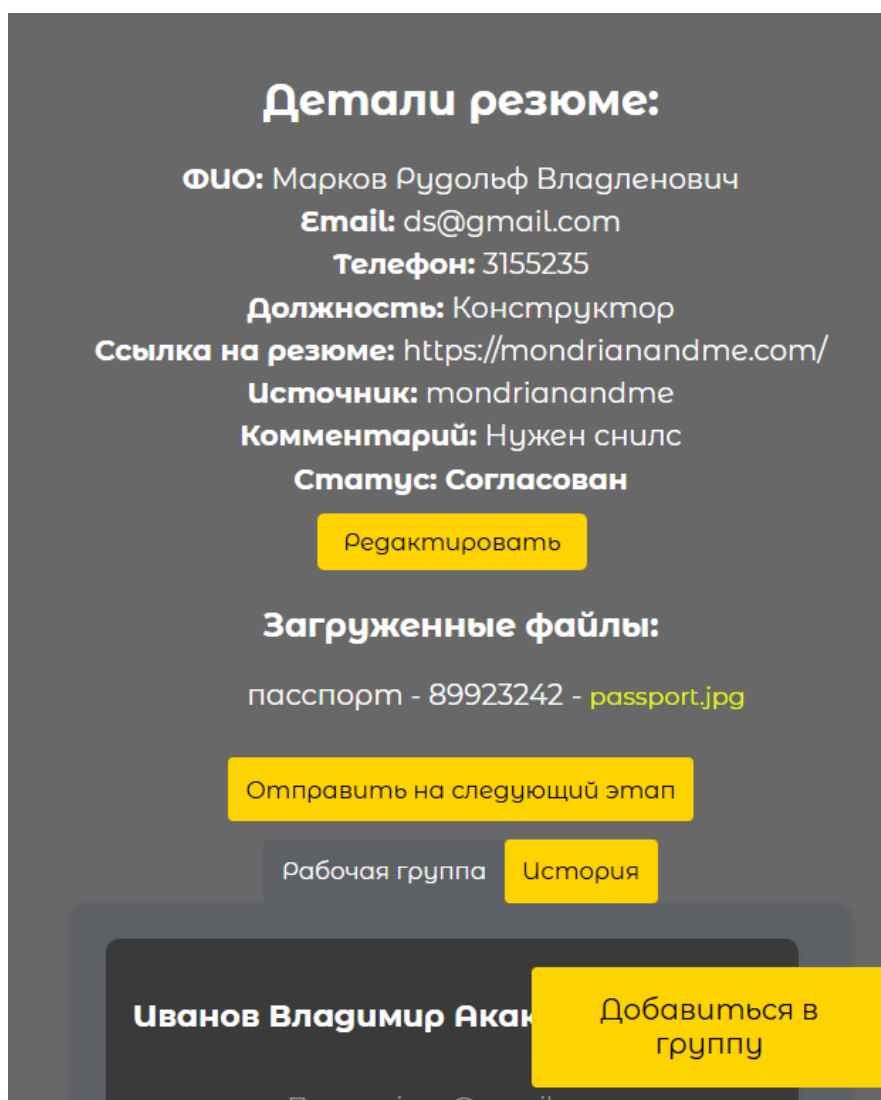 Детали резюме:
ФИО: Марков Рудольф Владленович
Email: ds@gmail.com
Телефон: 3155235
Должность: Конструктор
Ссылка на резюме: https://mondrianandme.com/
Источник: mondrianandme
Комментарий: Нужен снилс
Статус: Согласован
Редактировать
Загруженные файлы:
пасспорт - 89923242 - passport.jpg
Отправить на следующий этап
Рабочая группа История
Иванов Владимир
Добавиться в
группу